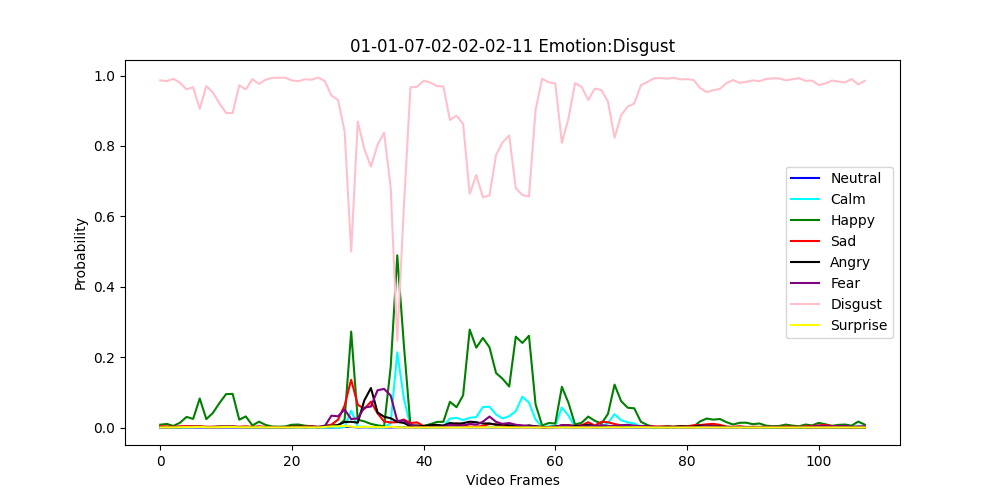 01-01-07-02-02-02-11 Emotion:Disgust
Probability
1.0
0.8
0.6
0.4
0.2
0.0
0
20
40
60
80
100
Video Frames
Neutral
Calm
Happy
Sad
Angry
Fear
Disgust
Surprise